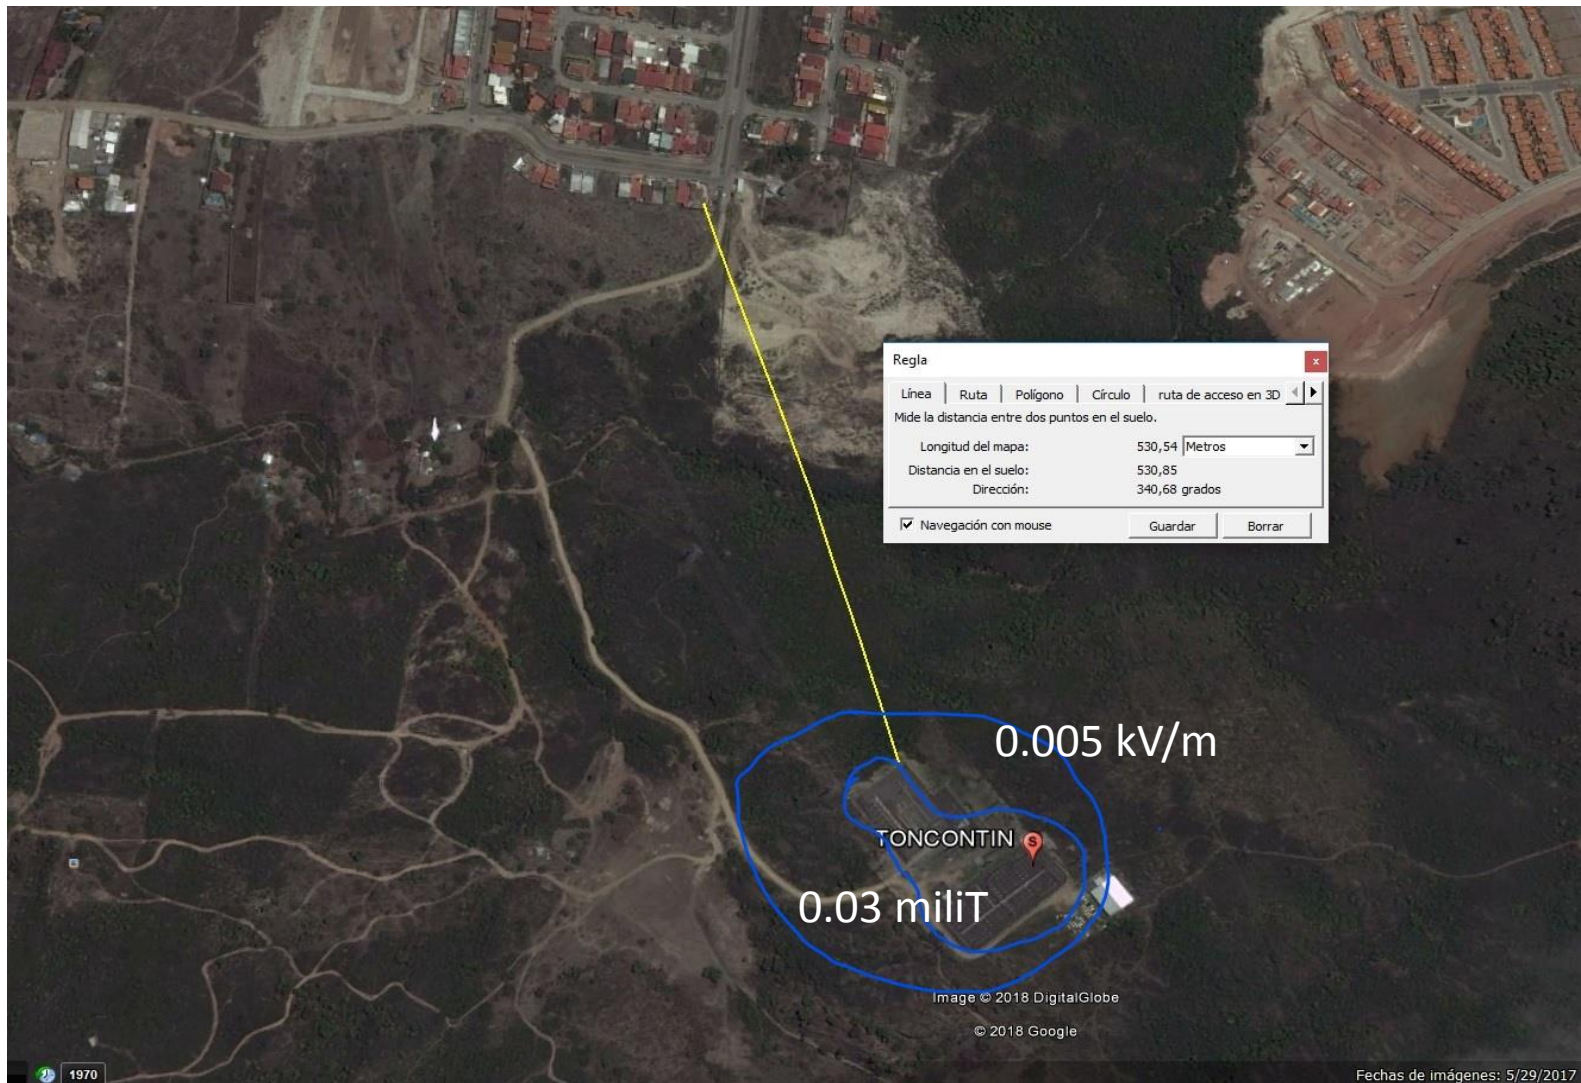 Regla
x
Línea Ruta Polígono Círculo ruta de acceso en 3D
Mide la distancia entre dos puntos en el suelo.
Longitud del mapa: 530,54 Metros
Distancia en el suelo: 530,85
Dirección: 340,68 grados
Navegación con mouse Guardar Borrar
0.005 kV/m
TONCONTIN S
0.03 miliT
Image © 2018 DigitalGlobe
© 2018 Google
1970
Fechas de imágenes: 5/29/2017